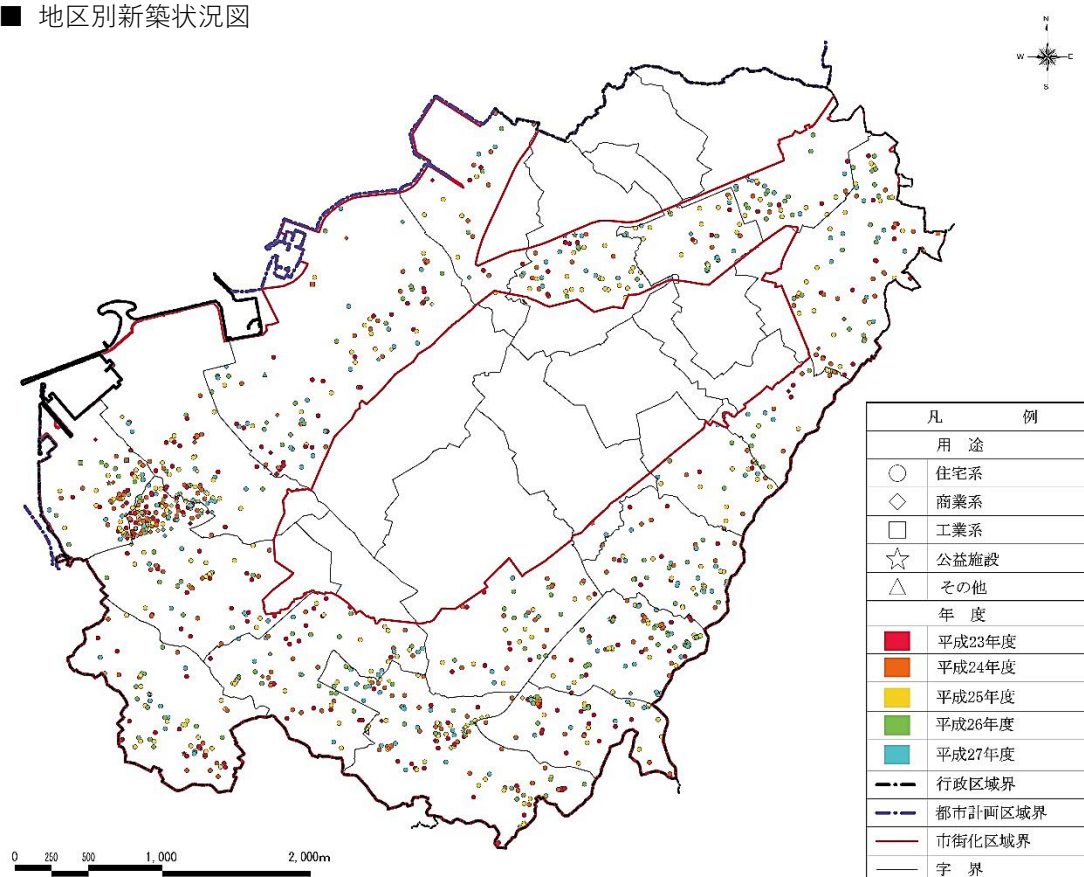 ■ 地区別新築状況図
N
W E
S
凡 例
用 途
住宅系
商業系
工業系
公益施設
その他
年 度
平成23年度
平成24年度
平成25年度
平成26年度
平成27年度
行政区域界
都市計画区域界
市街化区域界
字 界
0 250 500 1,000 2,000m